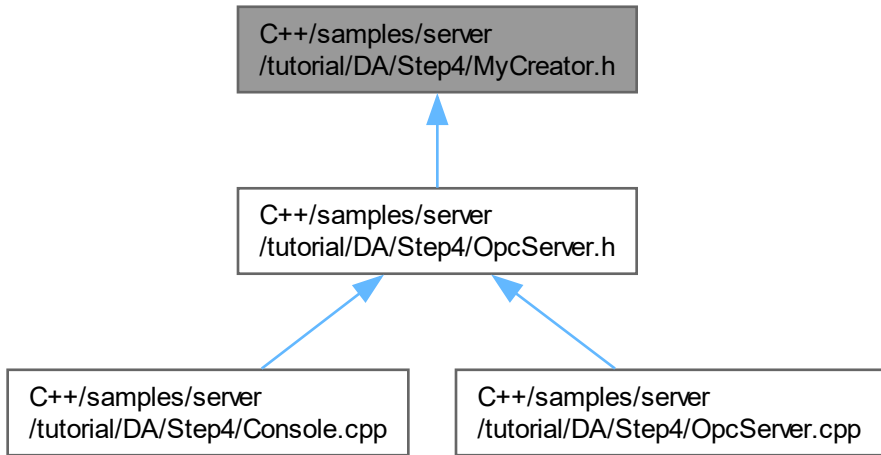 C++/samples/server
/tutorial/DA/Step4/MyCreator.h
C++/samples/server
/tutorial/DA/Step4/OpcServer.h
C++/samples/server
/tutorial/DA/Step4/Console.cpp
C++/samples/server
/tutorial/DA/Step4/OpcServer.cpp